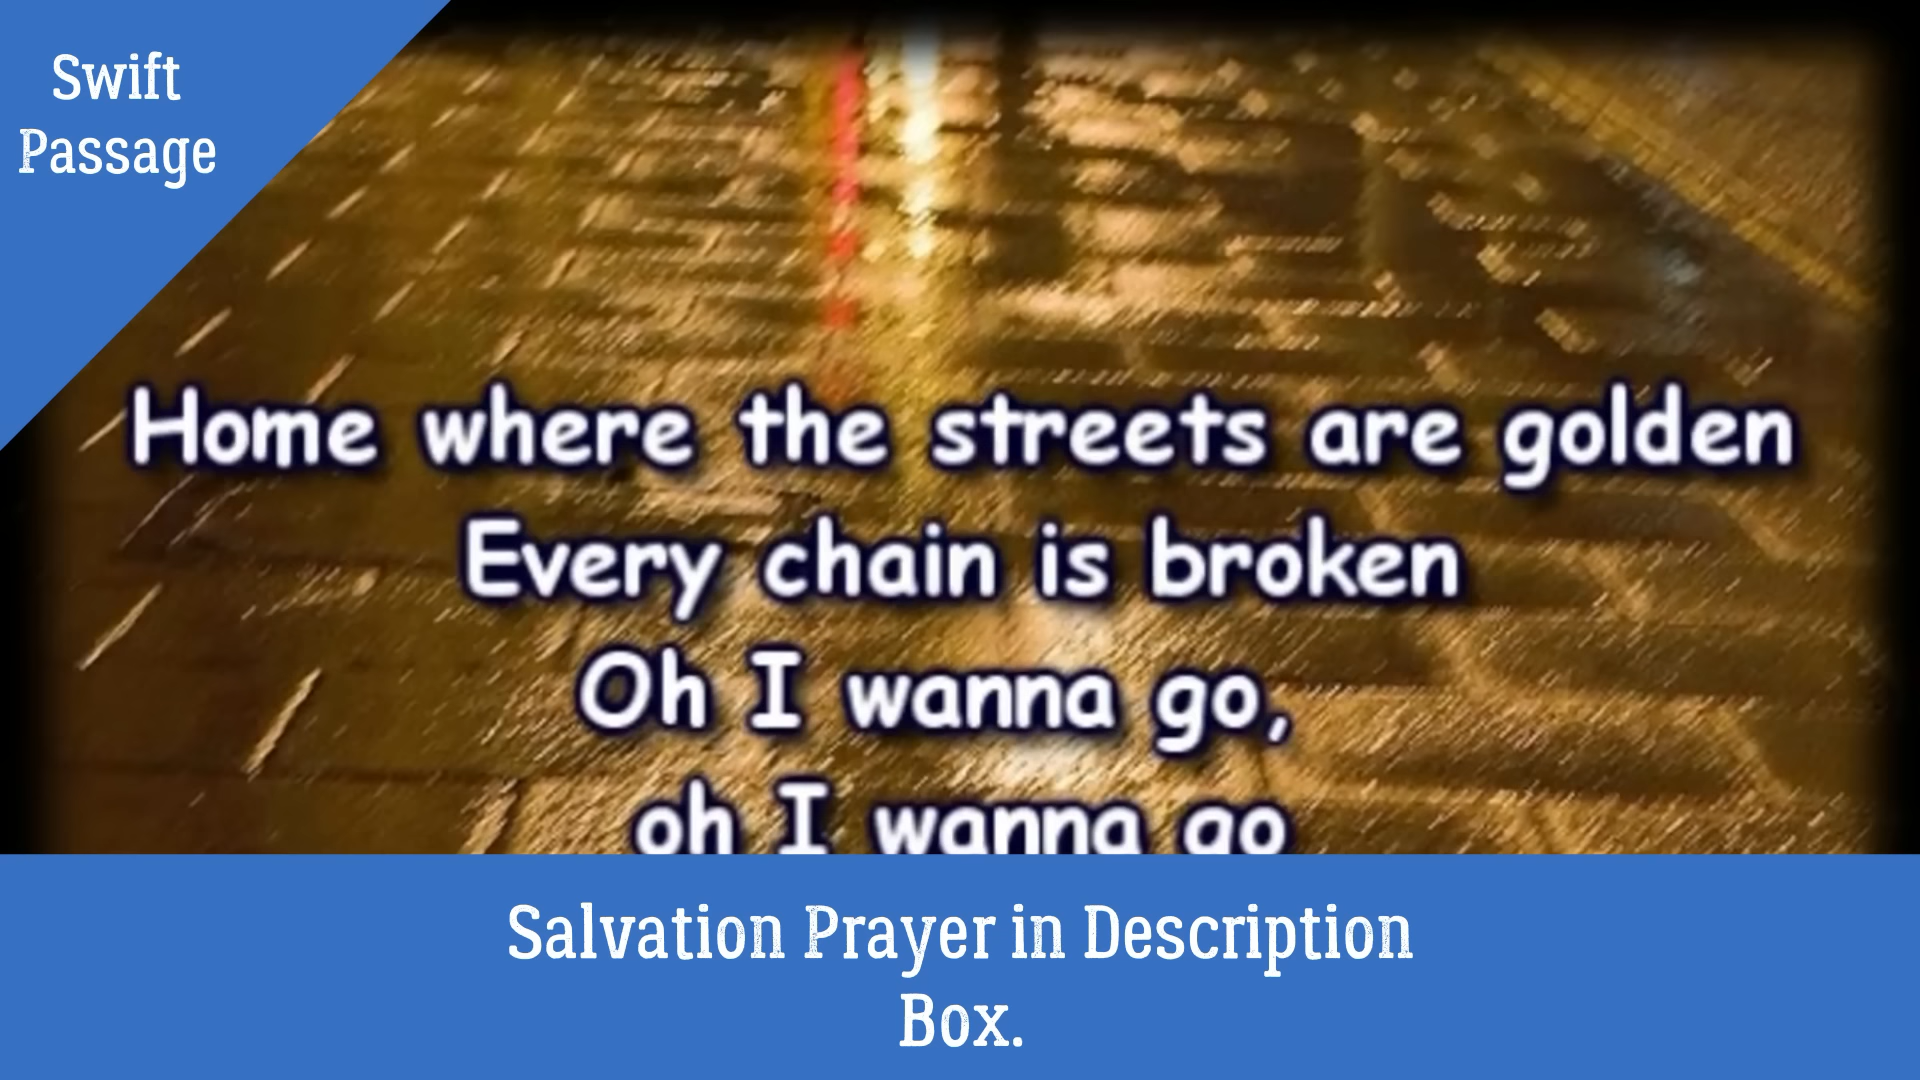 Swift
Passage
Home where the streets are golden
Every chain is broken
Oh I wanna go,
oh I wanna go
Salvation Prayer in Description
Box.